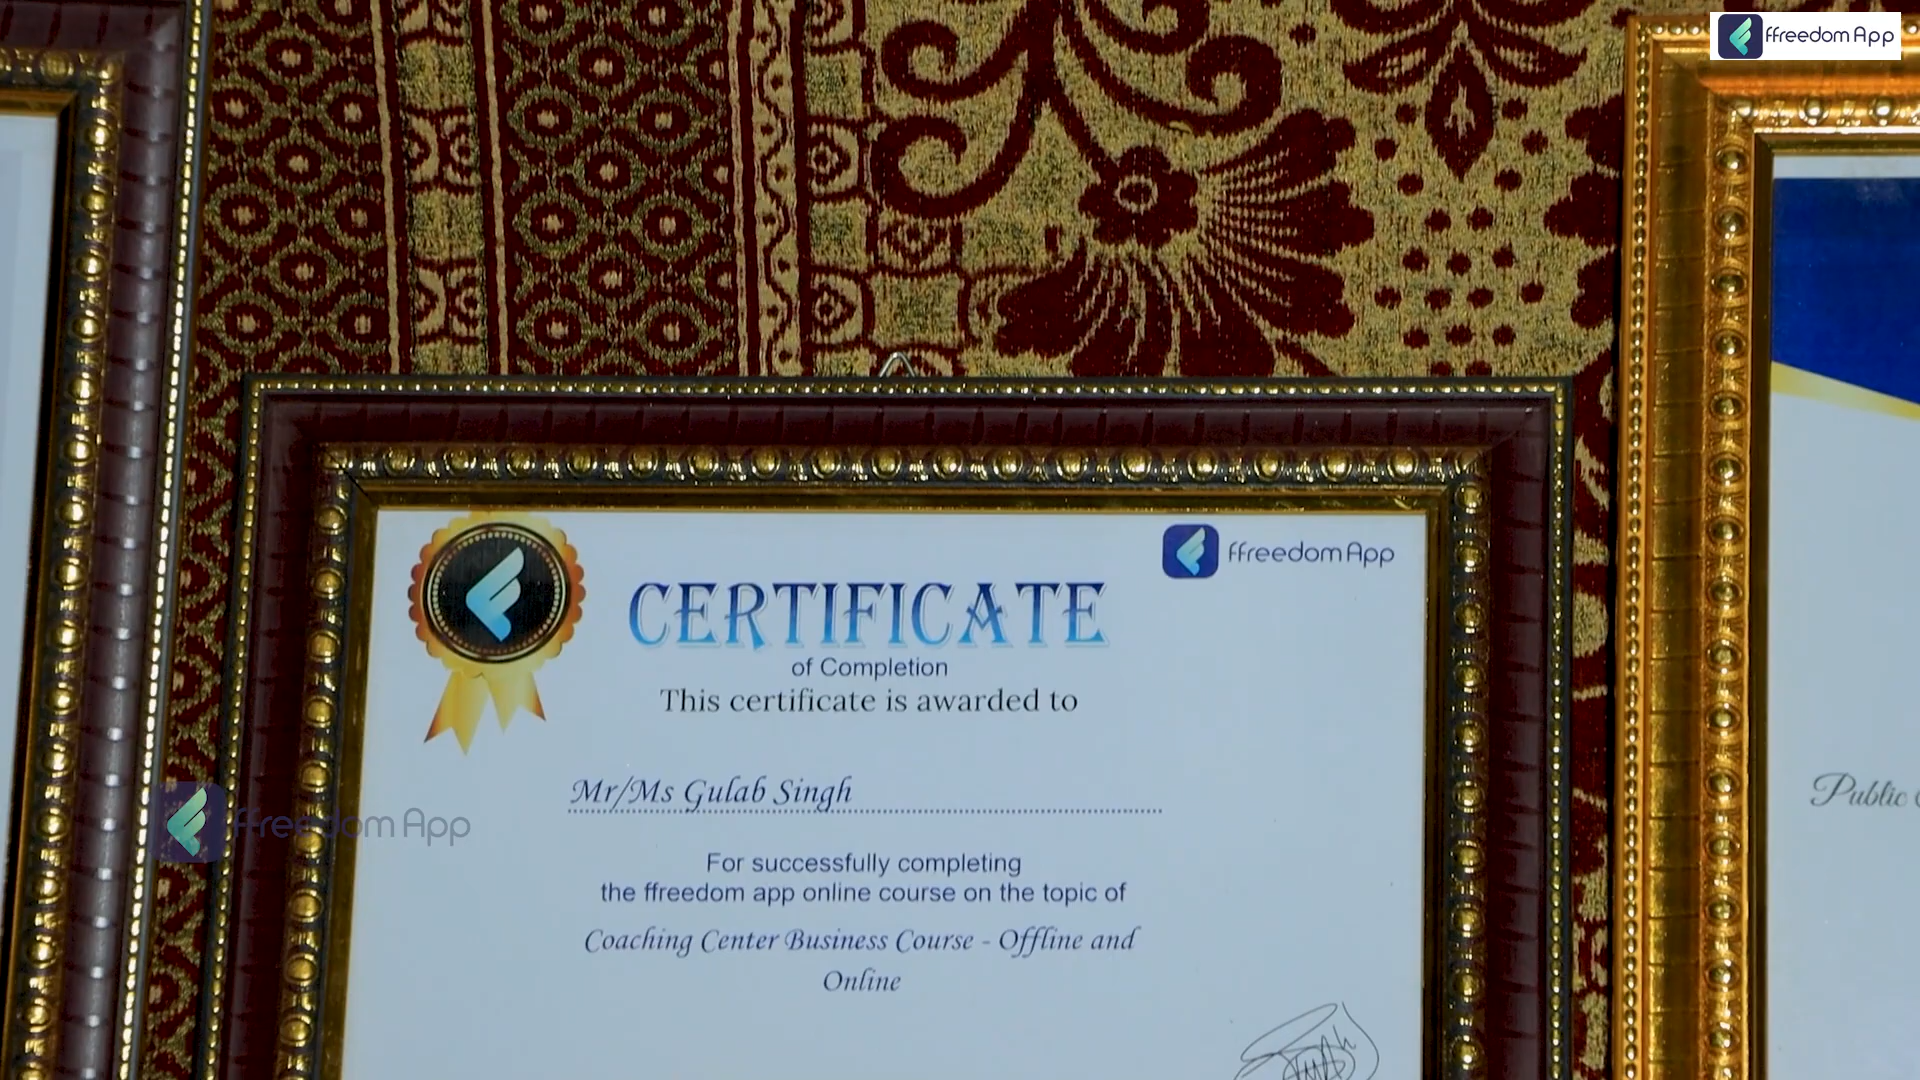 ffreedom App
ffreedom App
CERTIFICATE
of Completion
This certificate is awarded to
Mr/Ms Gulab Singh
ffreedom App
For successfully completing
the ffreedom app online course on the topic of
Coaching Center Business Course - Offline and
Online
Public